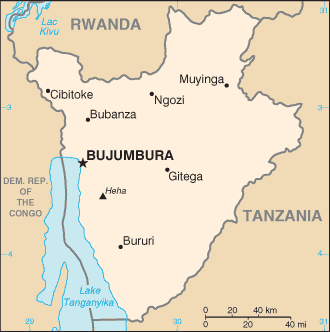 31
Lac
Kivu
RWANDA
Muyinga
Cibitoke
Ngozi
3
3
Bubanza
BUJUMBURA
Gitega
DEM. REP.
OF
THE
CONGO
Heha
TANZANIA
Bururi
4
4
Lake
Tanganyika
0 20 40 km
0 20 40 mi
29
30